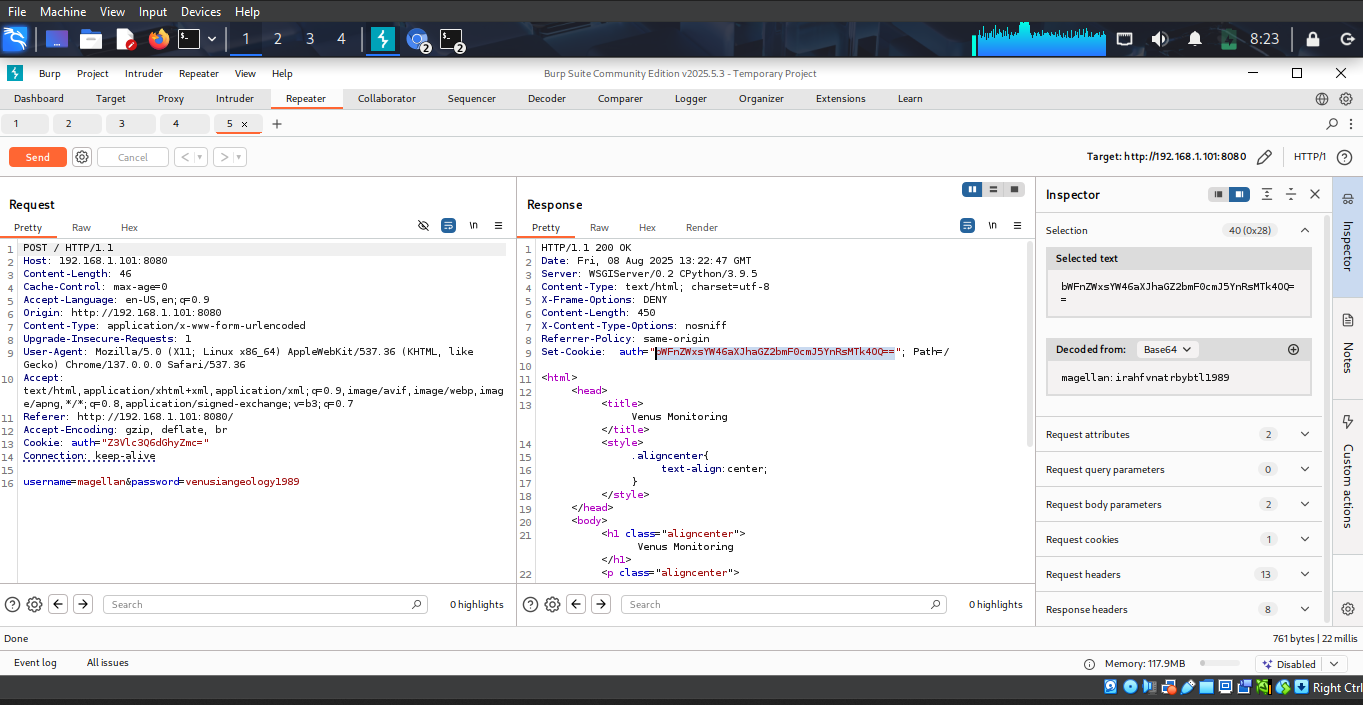 File Machine View Input Devices Help
1 2 3 4 2 2 8:23
Burp Project Intruder Repeater View Help Burp Suite Community Edition v2025.5.3 - Temporary Project
Dashboard Target Proxy Intruder Repeater Collaborator Sequencer Decoder Comparer Logger Organizer Extensions Learn
1 2 3 4 5 × +
Send Cancel < > Target: http://192.168.1.101:8080 HTTP/1
Request
Pretty Raw Hex \n
1 POST / HTTP/1.1
2 Host: 192.168.1.101:8080
3 Content-Length: 46
4 Cache-Control: max-age=0
5 Accept-Language: en-US,en;q=0.9
6 Origin: http://192.168.1.101:8080
7 Content-Type: application/x-www-form-urlencoded
8 Upgrade-Insecure-Requests: 1
9 User-Agent: Mozilla/5.0 (X11; Linux x86_64) AppleWebKit/537.36 (KHTML, like
Gecko) Chrome/137.0.0.0 Safari/537.36
10 Accept:
text/html,application/xhtml+xml,application/xml;q=0.9,image/avif,image/webp,imag
e/apng,*/*;q=0.8,application/signed-exchange;v=b3;q=0.7
11 Referer: http://192.168.1.101:8080/
12 Accept-Encoding: gzip, deflate, br
13 Cookie: auth="Z3Vlc3Q6dGhyZmc="
14 Connection: keep-alive
15
16 username=magellan&password=venusiangeology1989
Search 0 highlights
Response
Pretty Raw Hex Render \n
1 HTTP/1.1 200 OK
2 Date: Fri, 08 Aug 2025 13:22:47 GMT
3 Server: WSGIServer/0.2 CPython/3.9.5
4 Content-Type: text/html; charset=utf-8
5 X-Frame-Options: DENY
6 Content-Length: 450
7 X-Content-Type-Options: nosniff
8 Referrer-Policy: same-origin
9 Set-Cookie: auth="bWFnZWxsYW46aXJhaGZ2bmF0cmJ5YnRsMTk4OQ=="; Path=/
10
11 <html>
12 <head>
13 <title>
Venus Monitoring
</title>
14 <style>
15 .aligncenter{
16 text-align:center;
17 }
18 </style>
19 </head>
20 <body>
21 <h1 class="aligncenter">
Venus Monitoring
</h1>
22 <p class="aligncenter">
Search 0 highlights
Inspector
Selection 40 (0x28)
Selected text
bWFnZWxsYW46aXJhaGZ2bmF0cmJ5YnRsMTk4OQ=
=
Decoded from: Base64
magellan:irahfvnatrbybtl1989
Request attributes 2
Request query parameters 0
Request body parameters 2
Request cookies 1
Request headers 13
Response headers 8
Inspector
Notes
Custom actions
Done 761 bytes | 22 millis
Event log All issues Memory: 117.9MB Disabled
Right Ctrl